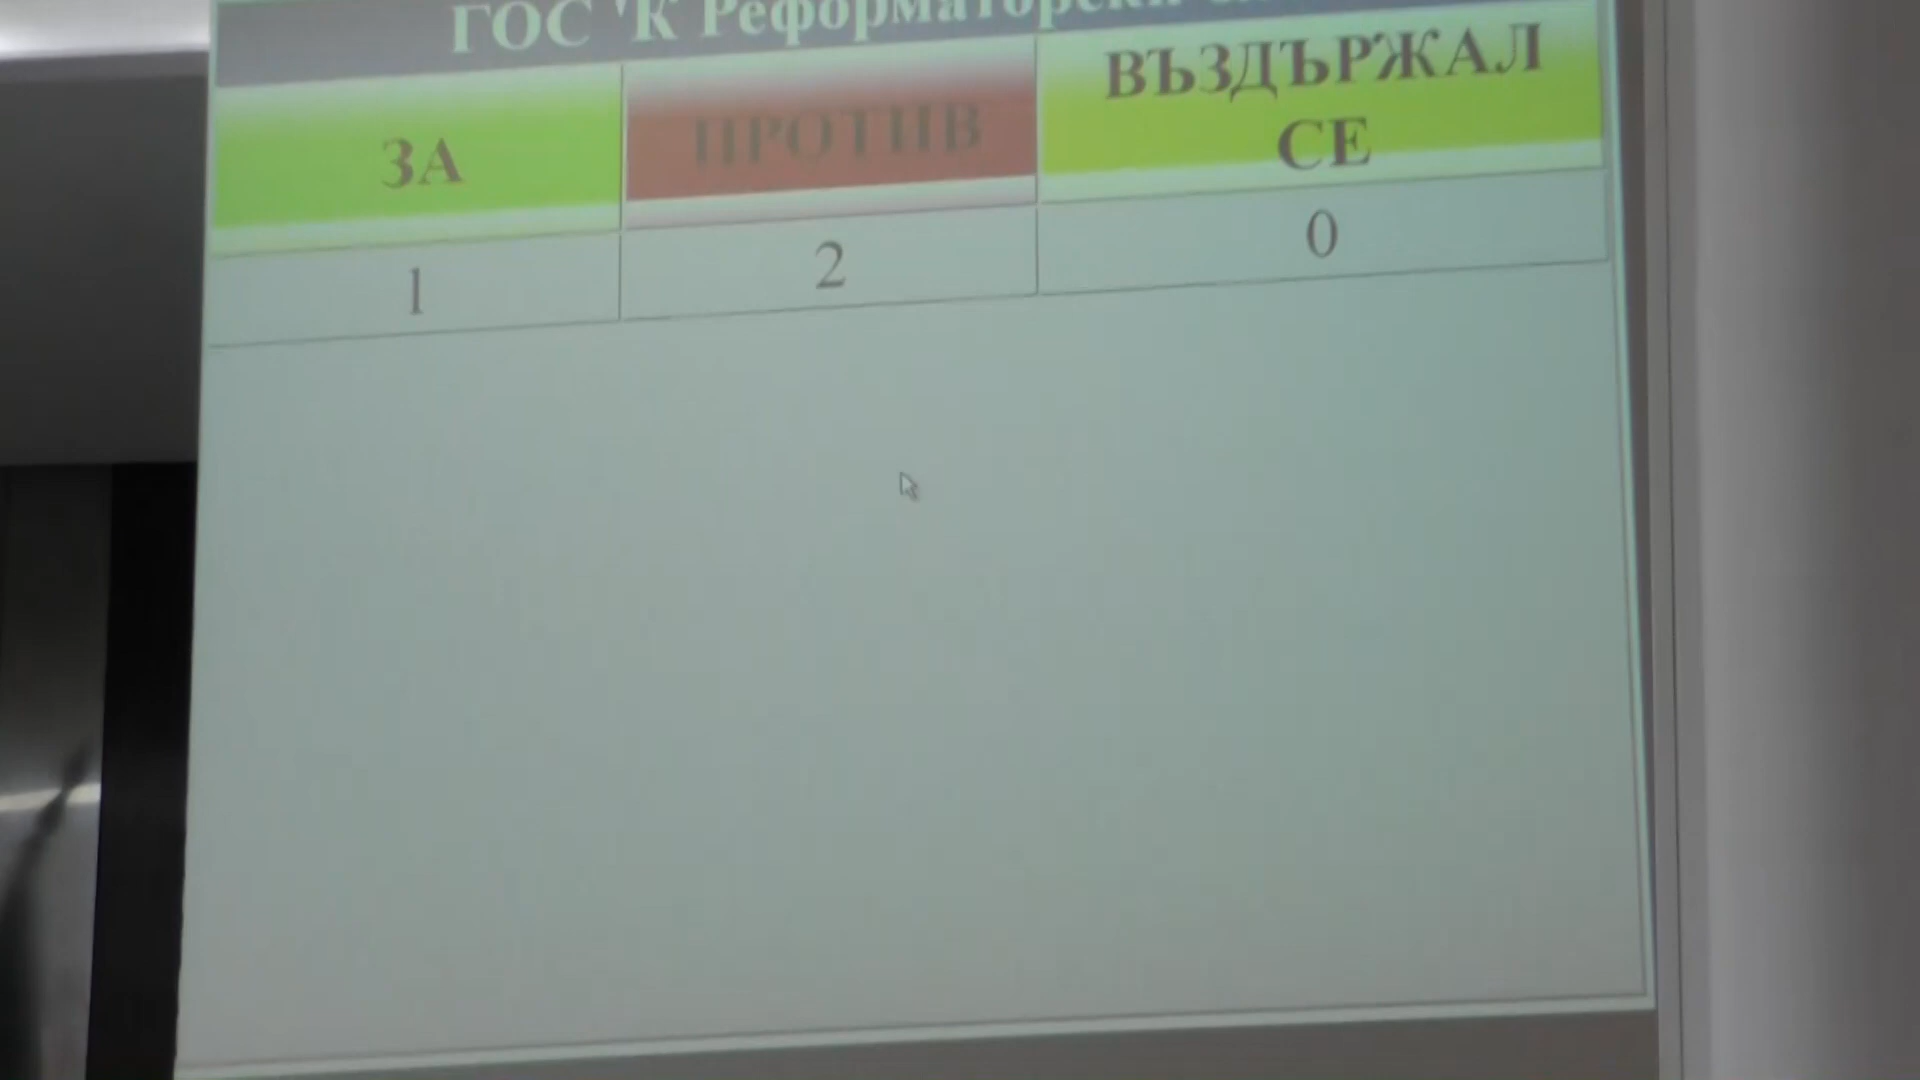 ГОС 'К Реформаторски
ЗА
ПРОТИВ
ВЪЗДЪРЖАЛ
СЕ
1
2
0